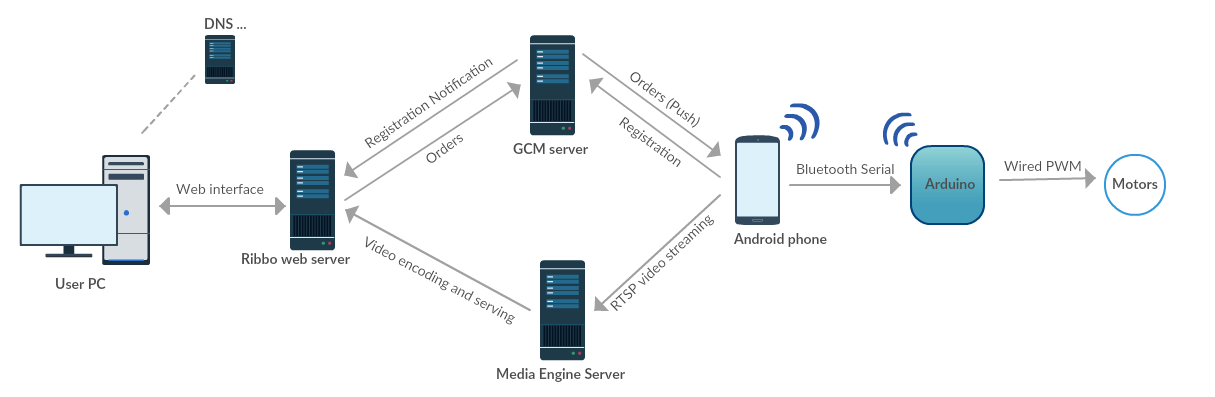 DNS ...
Registration Notification
Orders
GCM server
Orders (Push)
Registration
Web interface
User PC
Ribbo web server
Video encoding and serving
Media Engine Server
RTSP video streaming
Android phone
Bluetooth Serial
Arduino
Wired PWM
Motors